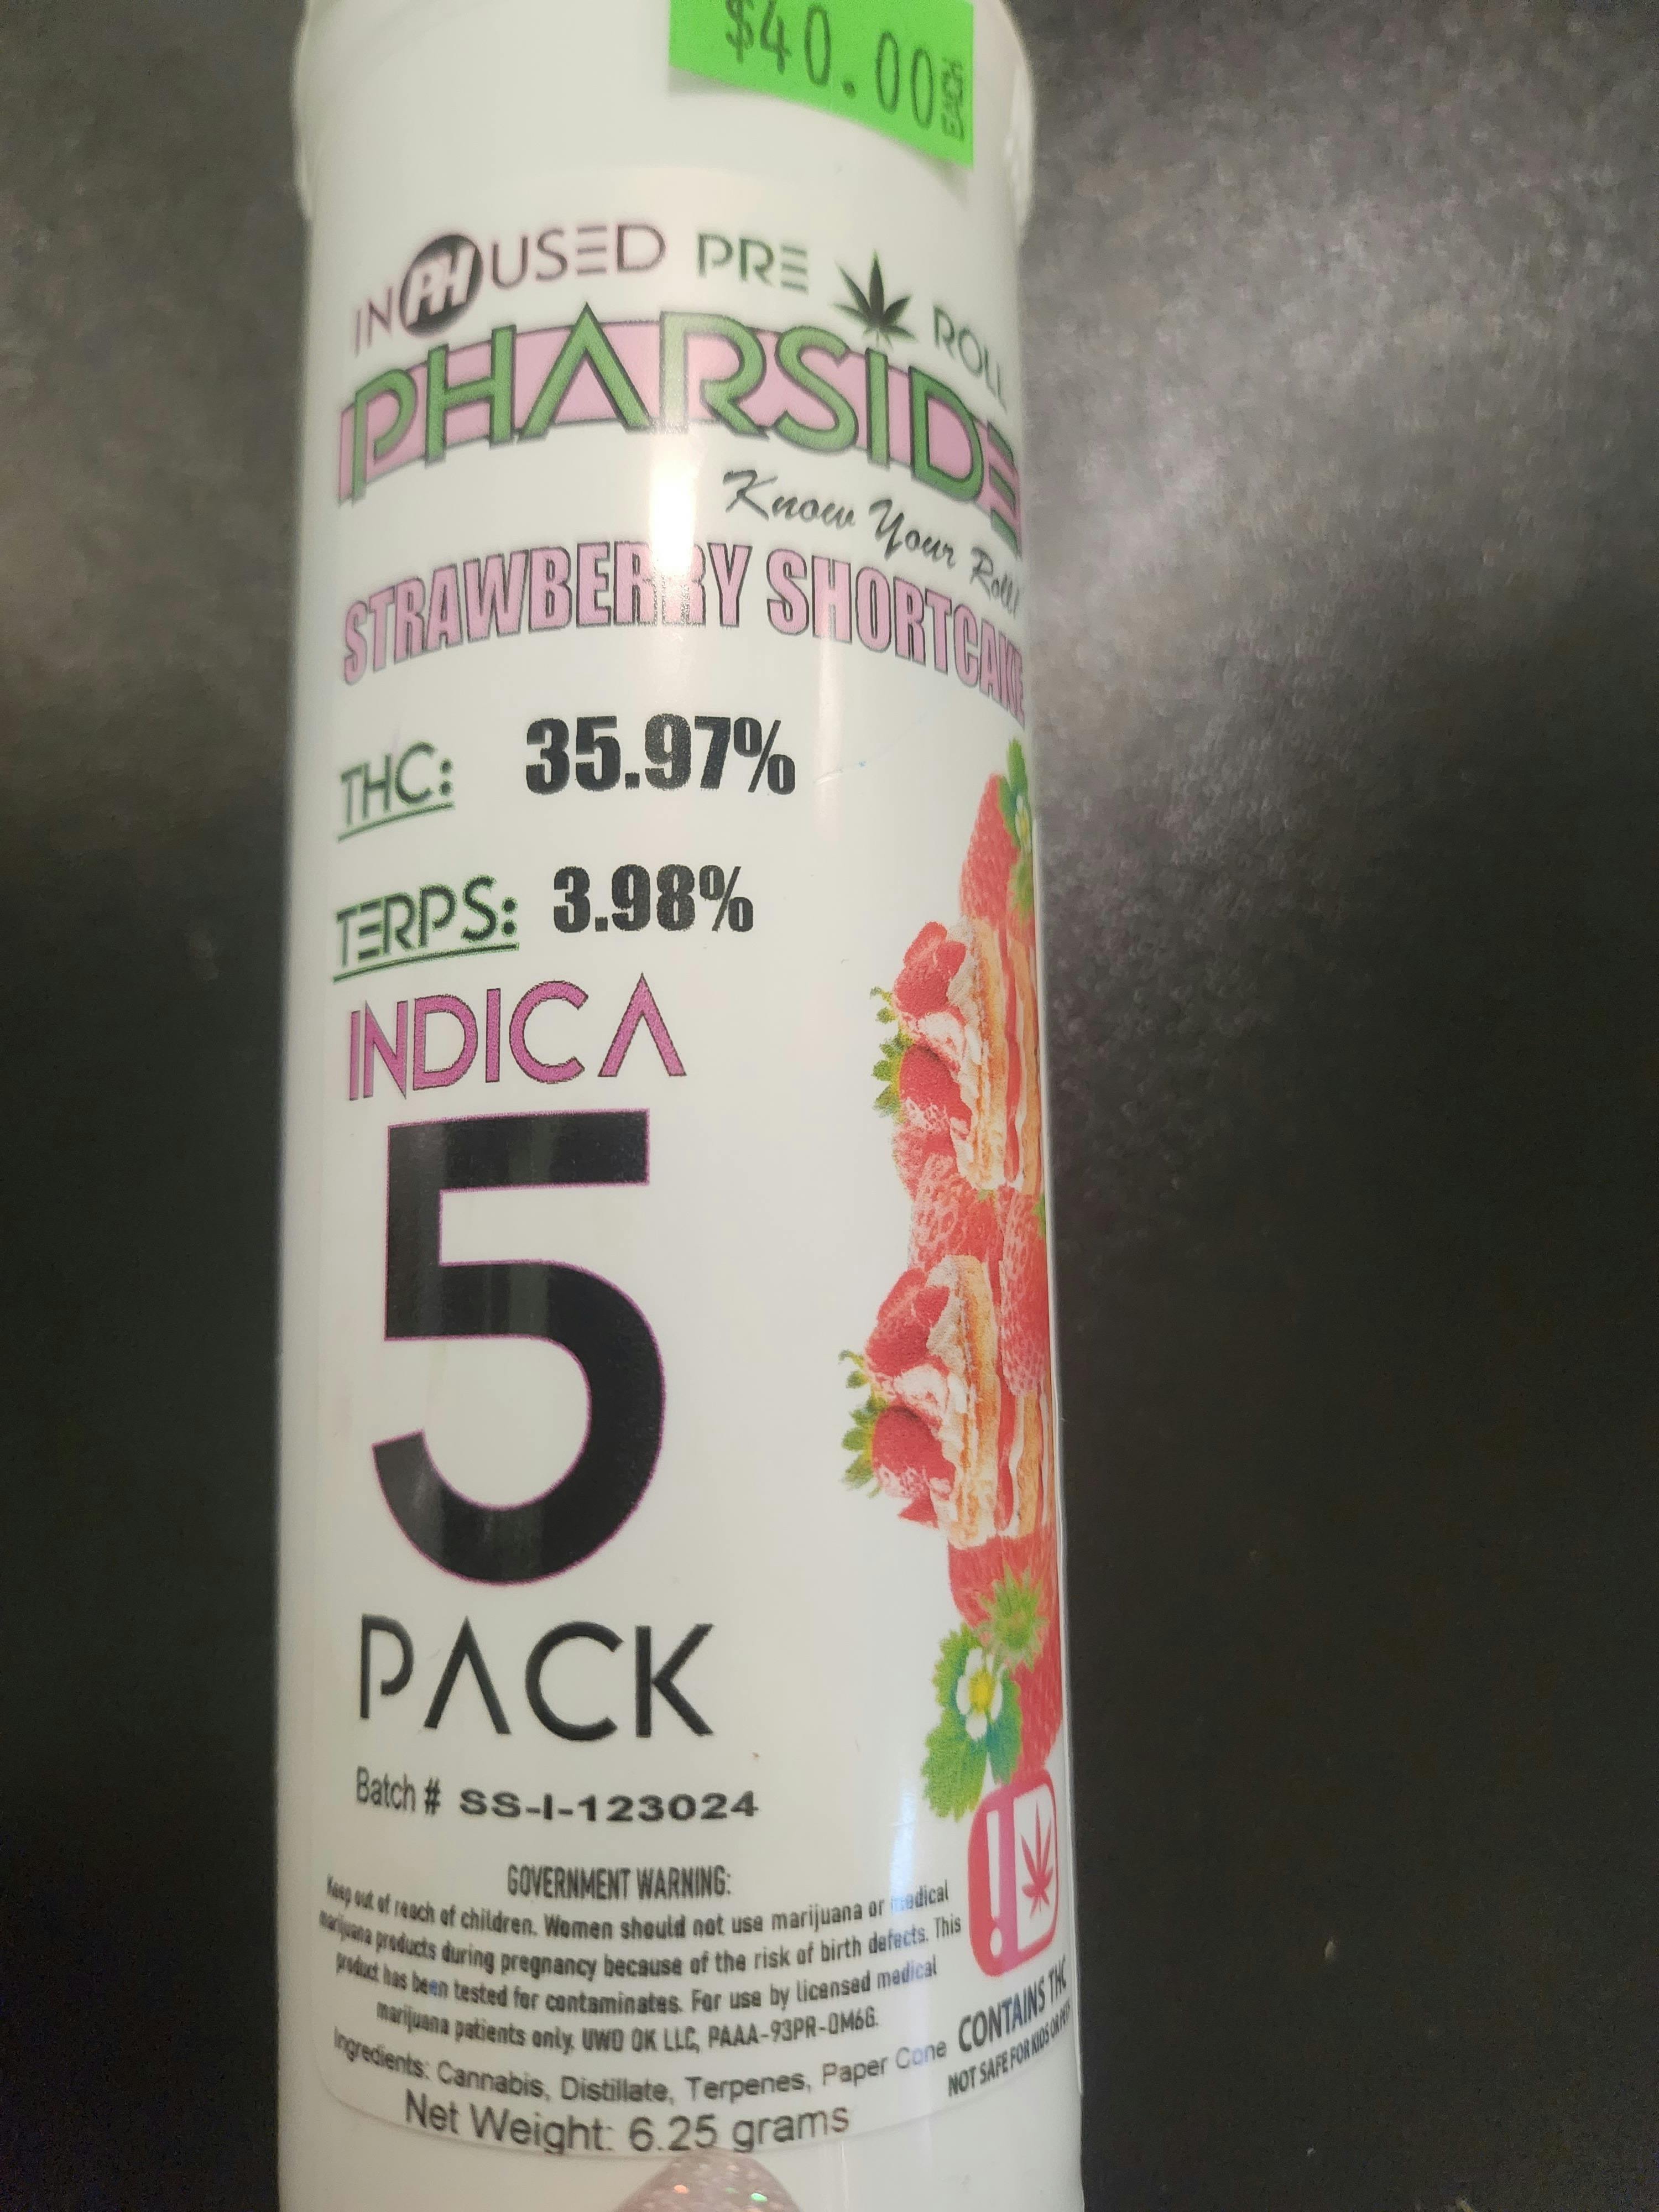 $40.00 EACH
INPHUSED PRE ROLL
PHARSIDE
Know Your Roll!
STRAWBERRY SHORTCAKE
THC: 35.97%
TERPS: 3.98%
INDICA
5
PACK
Batch # SS-I-123024
GOVERNMENT WARNING:
Keep out of reach of children. Women should not use marijuana or medical
marijuana products during pregnancy because of the risk of birth defects. This
product has been tested for contaminates. For use by licensed medical
marijuana patients only. UWD OK LLC, PAAA-93PR-OM6G.
Ingredients: Cannabis, Distillate, Terpenes, Paper Cone
Net Weight: 6.25 grams
!
CONTAINS THC
NOT SAFE FOR KIDS OR PETS